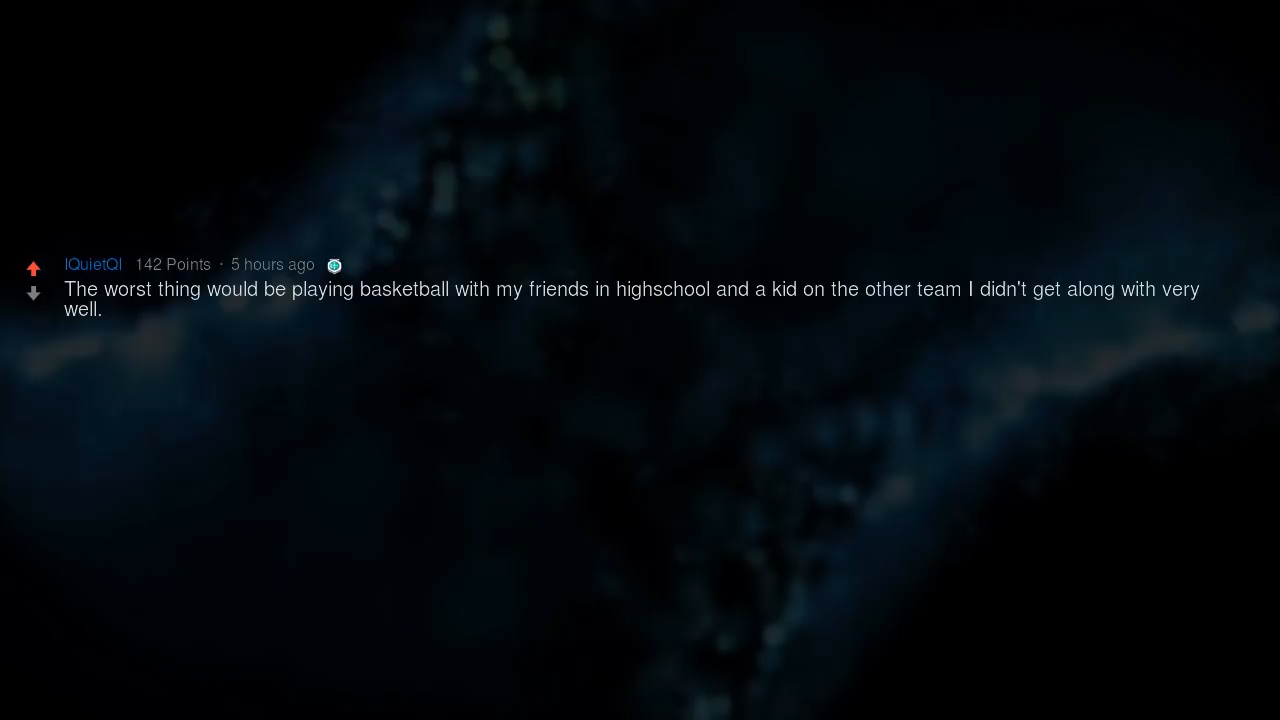 IQuietQI 142 Points · 5 hours ago
The worst thing would be playing basketball with my friends in highschool and a kid on the other team I didn't get along with very
well.